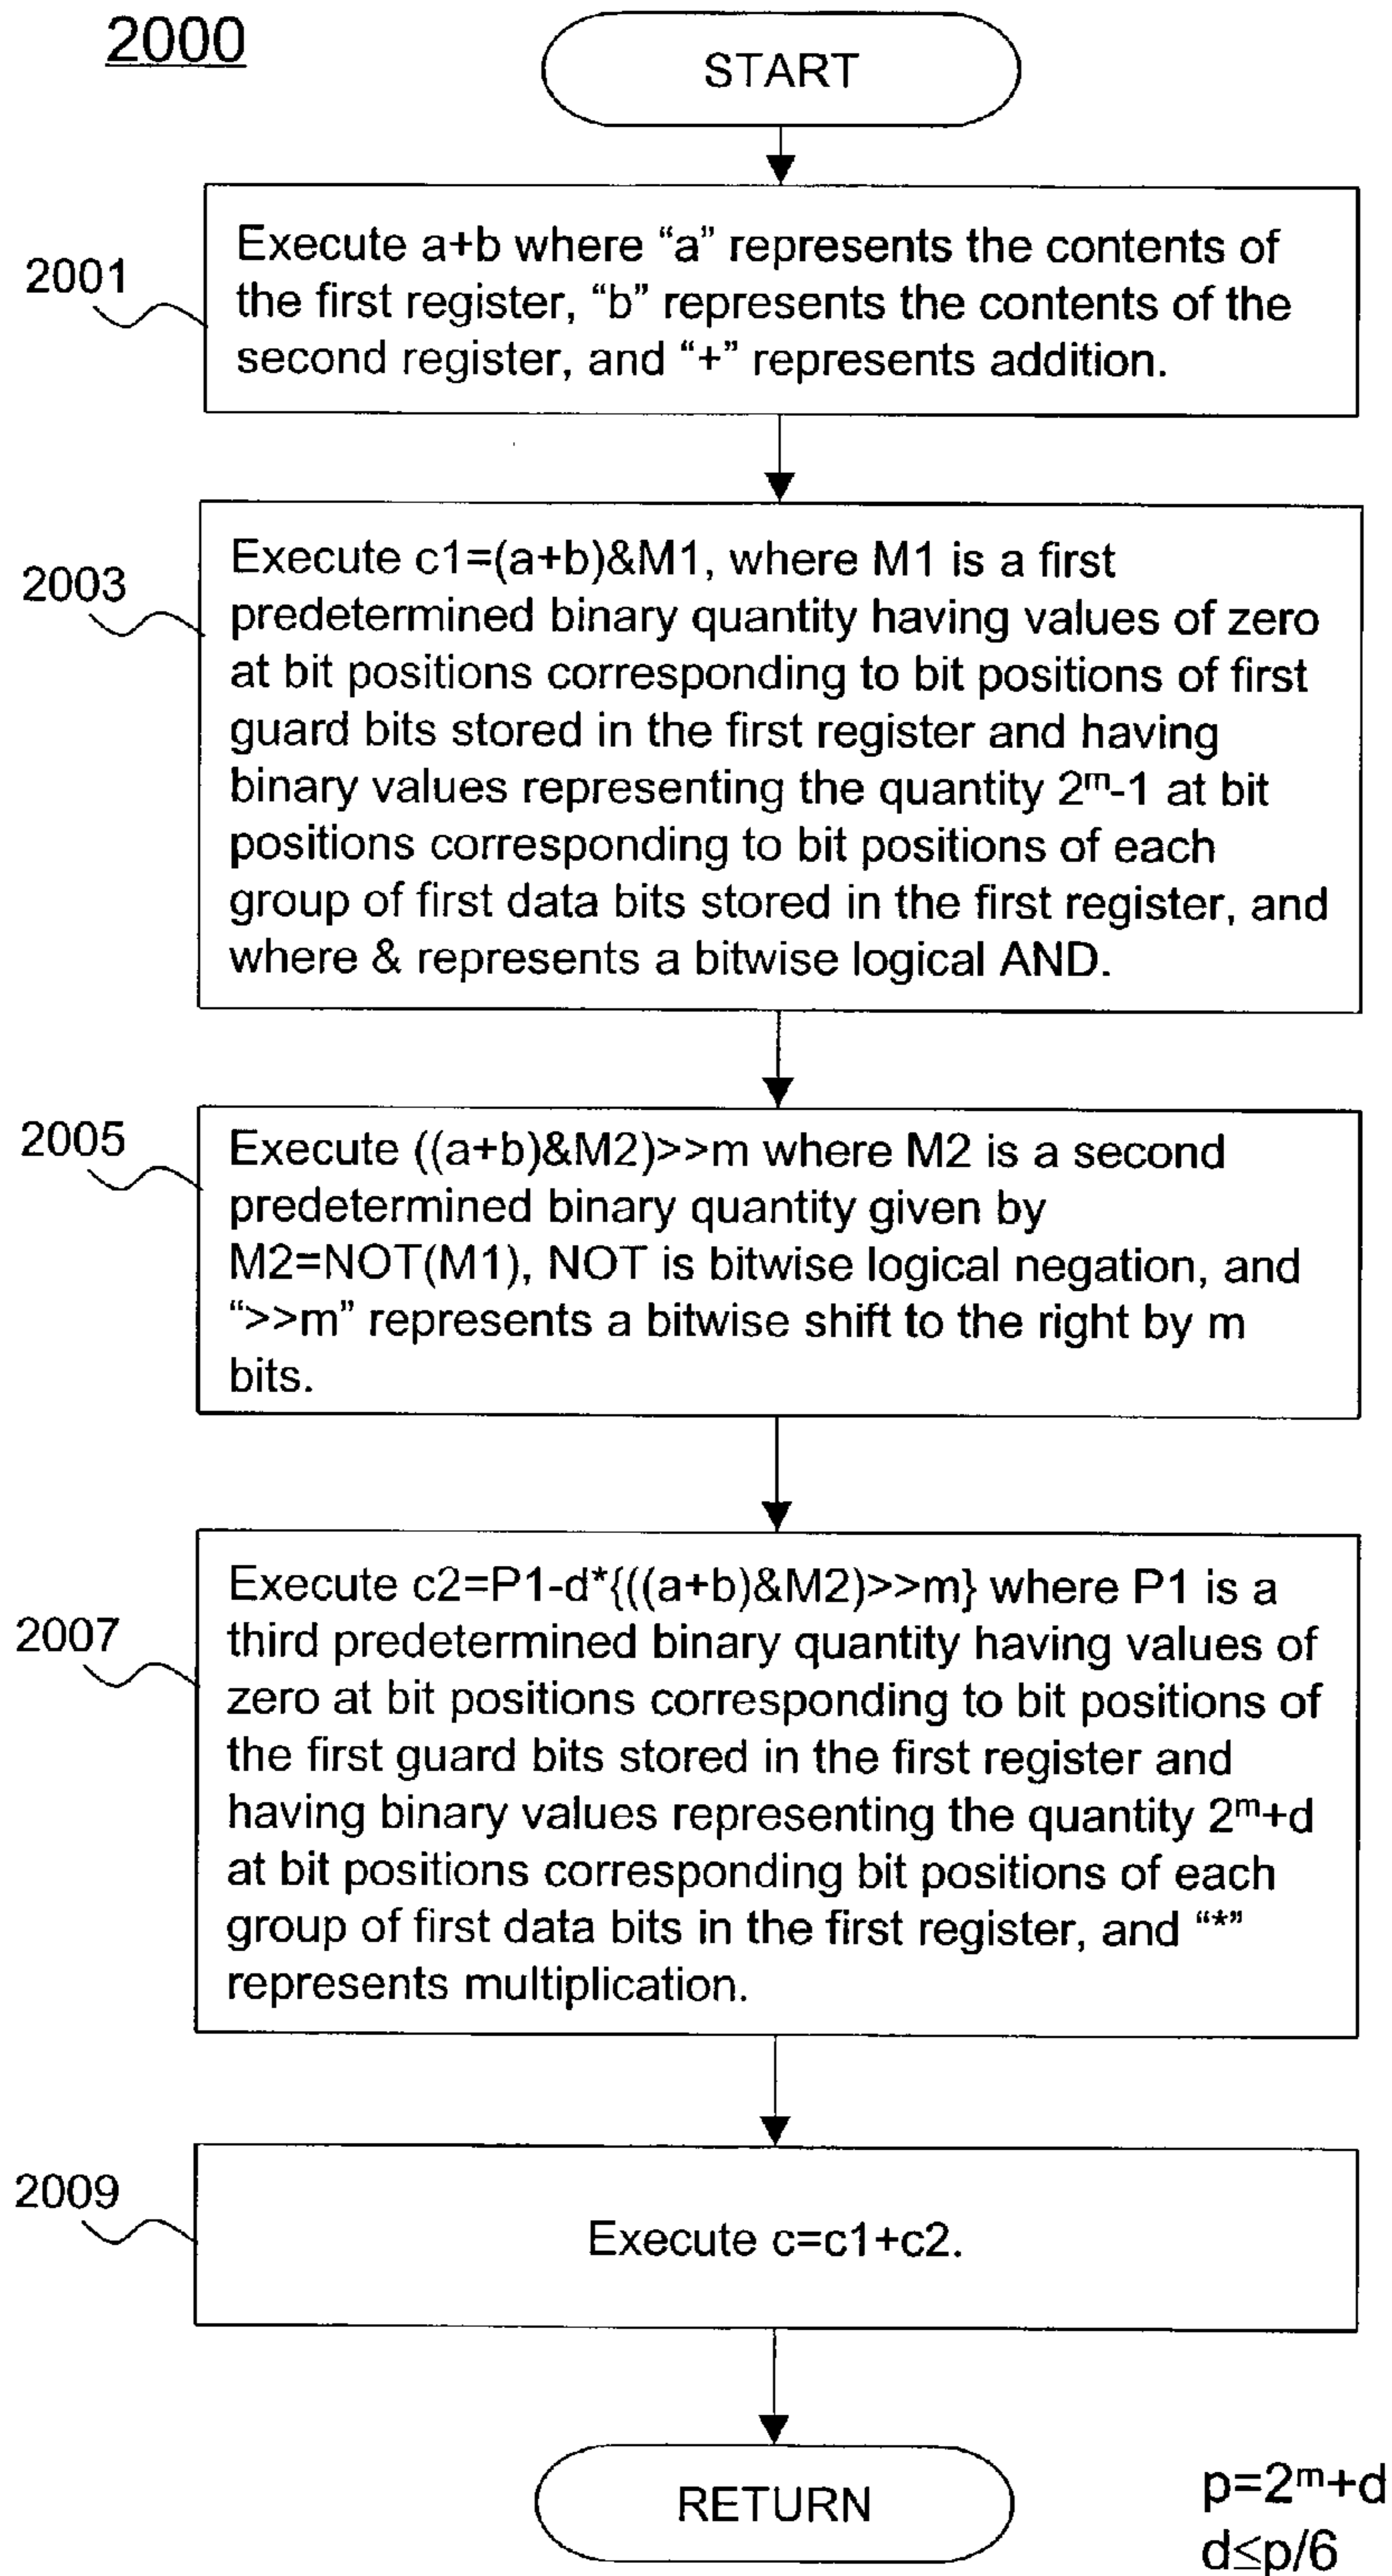 2000
START
2001
Execute a+b where “a” represents the contents of
the first register, “b” represents the contents of the
second register, and “+” represents addition.
2003
Execute c1=(a+b)&M1, where M1 is a first
predetermined binary quantity having values of zero
at bit positions corresponding to bit positions of first
guard bits stored in the first register and having
binary values representing the quantity 2ᵐ-1 at bit
positions corresponding to bit positions of each
group of first data bits stored in the first register, and
where & represents a bitwise logical AND.
2005
Execute ((a+b)&M2)>>m where M2 is a second
predetermined binary quantity given by
M2=NOT(M1), NOT is bitwise logical negation, and
“>>m” represents a bitwise shift to the right by m
bits.
2007
Execute c2=P1-d*{((a+b)&M2)>>m} where P1 is a
third predetermined binary quantity having values of
zero at bit positions corresponding to bit positions of
the first guard bits stored in the first register and
having binary values representing the quantity 2ᵐ+d
at bit positions corresponding bit positions of each
group of first data bits in the first register, and “*”
represents multiplication.
2009
Execute c=c1+c2.
RETURN
p=2ᵐ+d
d≤p/6